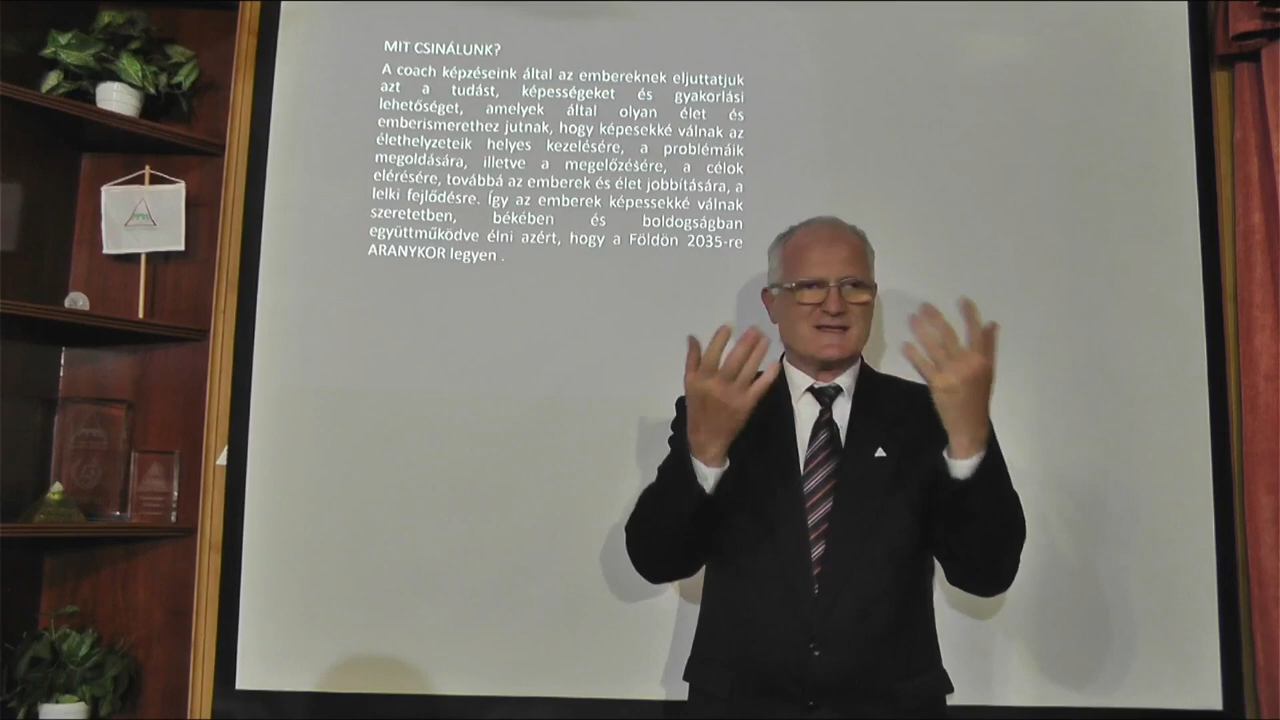 MIT CSINÁLUNK?
A coach képzéseink által az embereknek eljuttatjuk
azt a tudást, képességeket és gyakorlási
lehetőséget, amelyek által olyan élet és
emberismerethez jutnak, hogy képesekké válnak az
élethelyzeteik helyes kezelésére, a problémáik
megoldására, illetve a megelőzésére, a célok
elérésére, továbbá az emberek és élet jobbítására, a
lelki fejlődésre. Így az emberek képessekké válnak
szeretetben, békében és boldogságban
együttműködve élni azért, hogy a Földön 2035-re
ARANYKOR legyen .